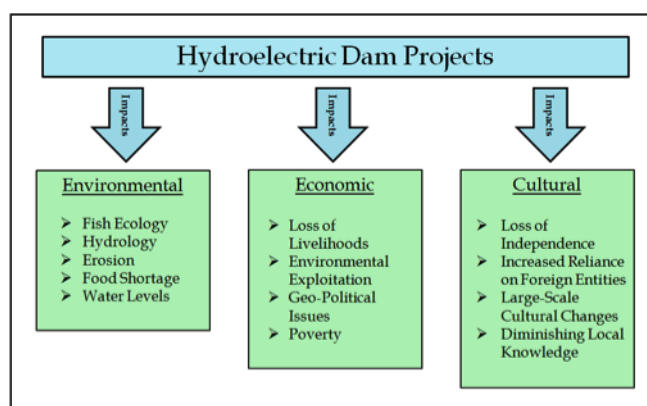 Hydroelectric Dam Projects
Impacts
Impacts
Impacts
Environmental
➢ Fish Ecology
➢ Hydrology
➢ Erosion
➢ Food Shortage
➢ Water Levels
Economic
➢ Loss of
Livelihoods
➢ Environmental
Exploitation
➢ Geo-Political
Issues
➢ Poverty
Cultural
➢ Loss of
Independence
➢ Increased Reliance
on Foreign Entities
➢ Large-Scale
Cultural Changes
➢ Diminishing Local
Knowledge